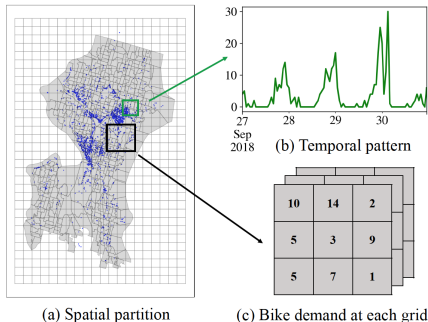 30
20
10
0
27
28
29
30
Sep
2018
(b) Temporal pattern
10 14 2
5 3 9
5 7 1
(a) Spatial partition
(c) Bike demand at each grid